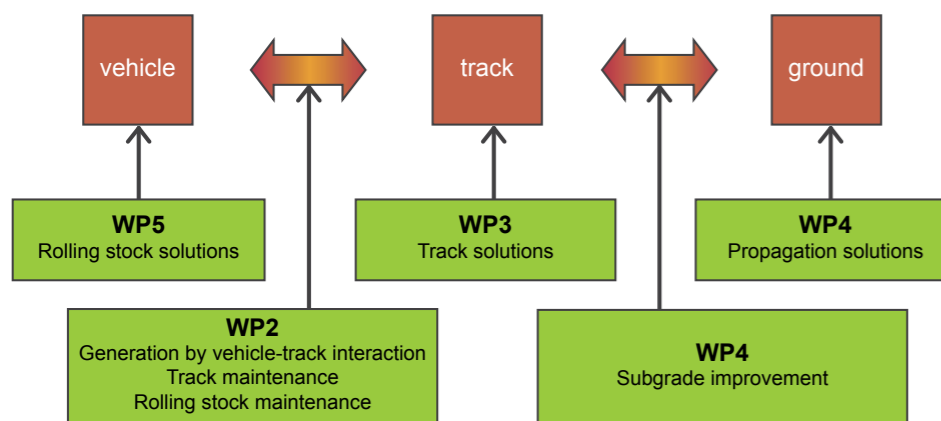 vehicle
track
ground
WP5
Rolling stock solutions
WP3
Track solutions
WP4
Propagation solutions
WP2
Generation by vehicle-track interaction
Track maintenance
Rolling stock maintenance
WP4
Subgrade improvement